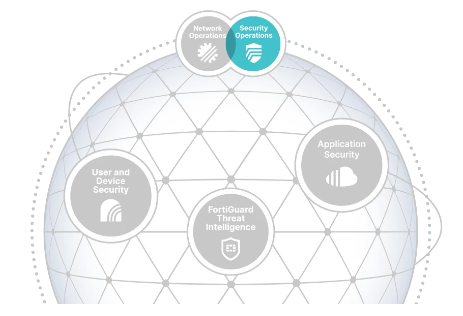 Network
Operations
Security
Operations
Application
Security
User and
Device
Security
FortiGuard
Threat
Intelligence